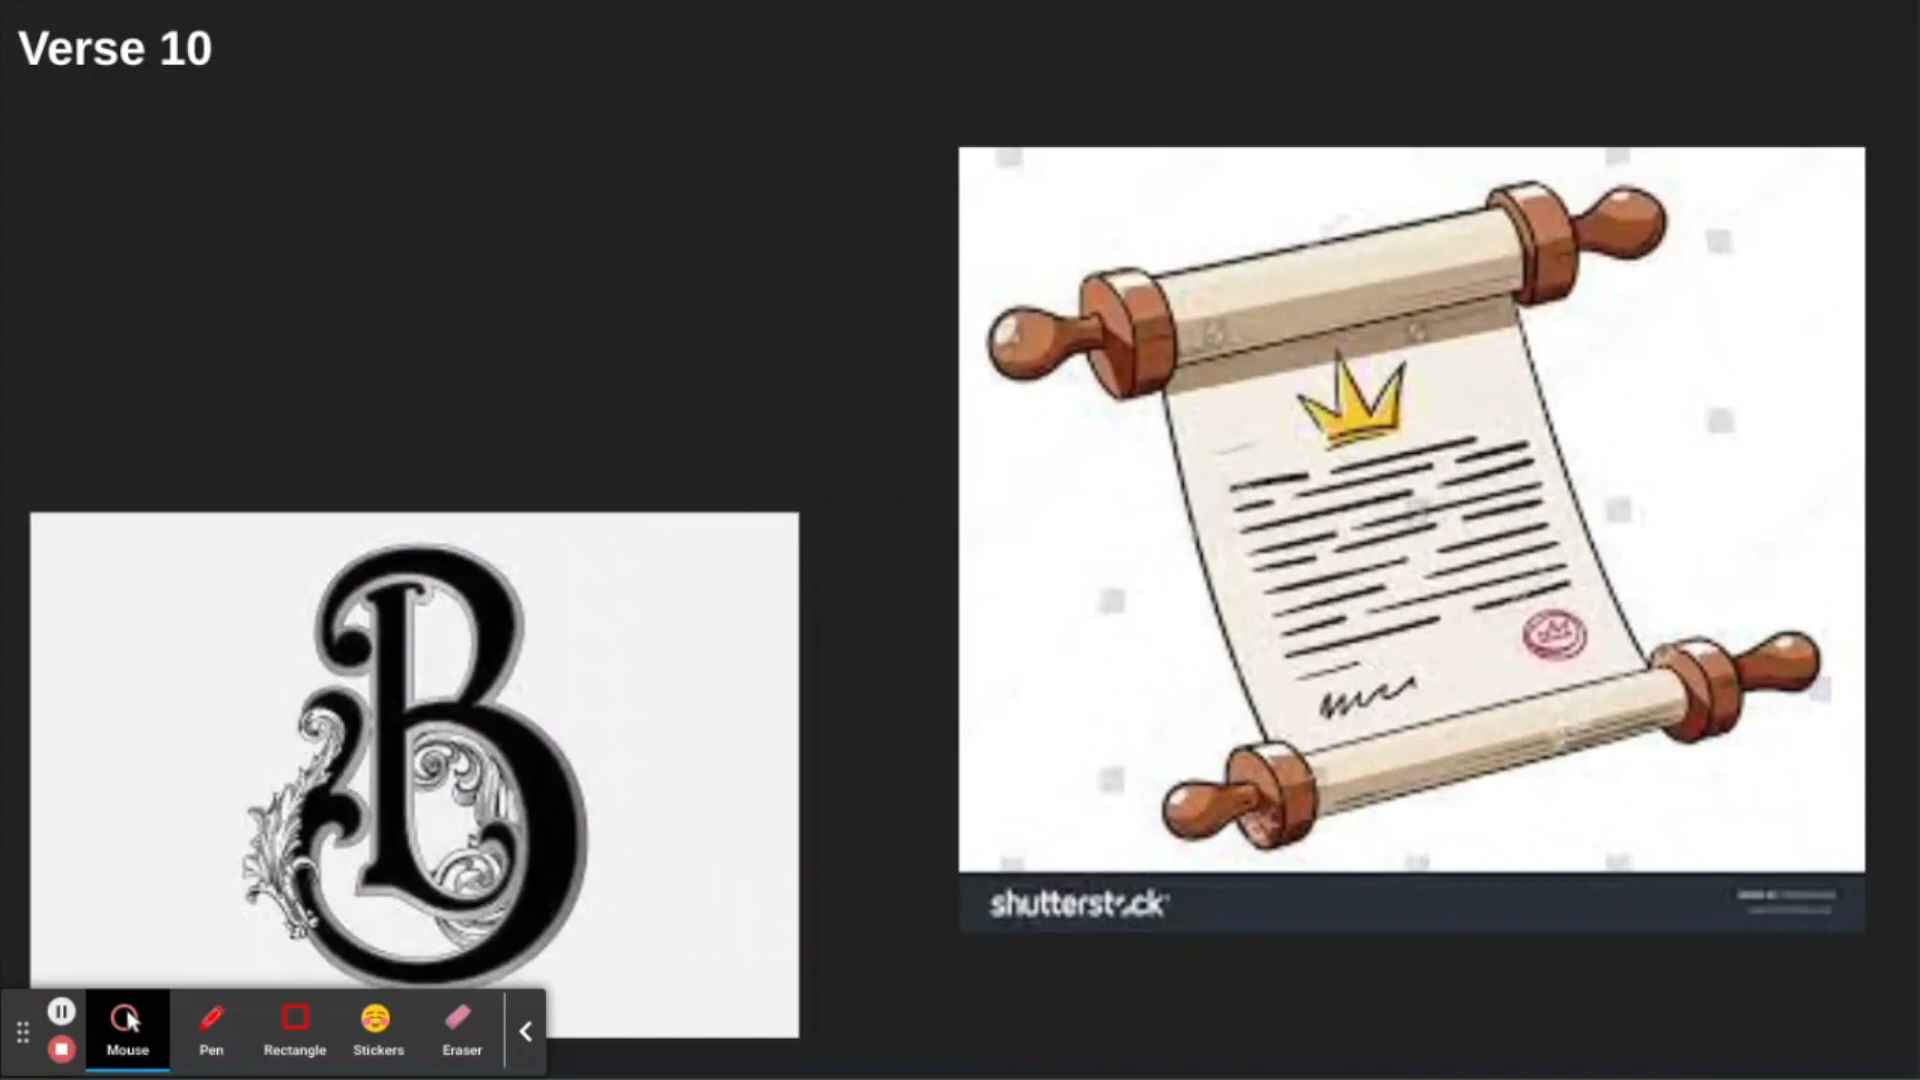 Verse 10
B
shutterstock
Mouse
Pen
Rectangle
Stickers
Eraser